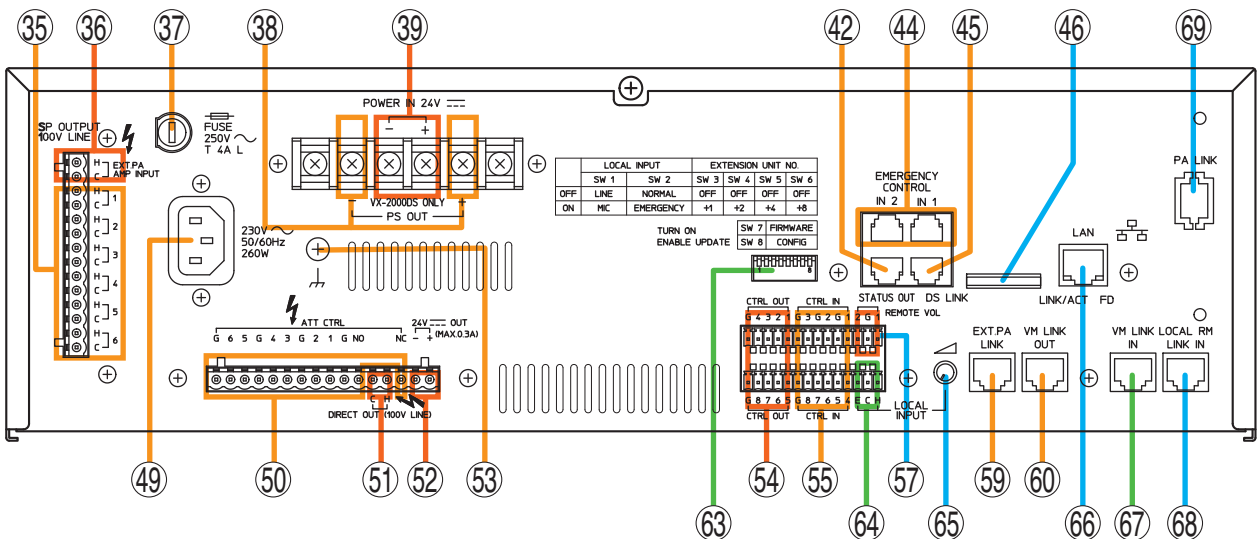 35 36 37 38 39 42 44 45 46 69
SP OUTPUT
100V LINE
H
C
EXT.PA
AMP INPUT
H
C
1
H
C
2
H
C
3
H
C
4
H
C
5
H
C
6
FUSE
250V
T 4A L
230V
50/60Hz
260W
POWER IN 24V
− +
− VX-2000DS ONLY +
PS OUT
LOCAL INPUT EXTENSION UNIT NO.
SW 1 SW 2 SW 3 SW 4 SW 5 SW 6
OFF LINE NORMAL OFF OFF OFF OFF
ON MIC EMERGENCY +1 +2 +4 +8
TURN ON
ENABLE UPDATE
SW 7 FIRMWARE
SW 8 CONFIG
1 8
EMERGENCY
CONTROL
IN 2 IN 1
STATUS OUT DS LINK
PA LINK
LAN
LINK/ACT FD
ATT CTRL
G 6 5 G 4 3 G 2 1 G NO NC
24V OUT
− + (MAX.0.3A)
C H
DIRECT OUT (100V LINE)
CTRL OUT CTRL IN REMOTE VOL
G 4 3 2 1 G 3 G 2 G 1 2 G 1
G 8 7 6 5 G 8 7 6 5 4 E C H
CTRL OUT CTRL IN LOCAL
INPUT
EXT.PA
LINK
VM LINK
OUT
VM LINK
IN
LOCAL RM
LINK IN
49 50 51 52 53 63 54 55 64 57 65 59 60 66 67 68